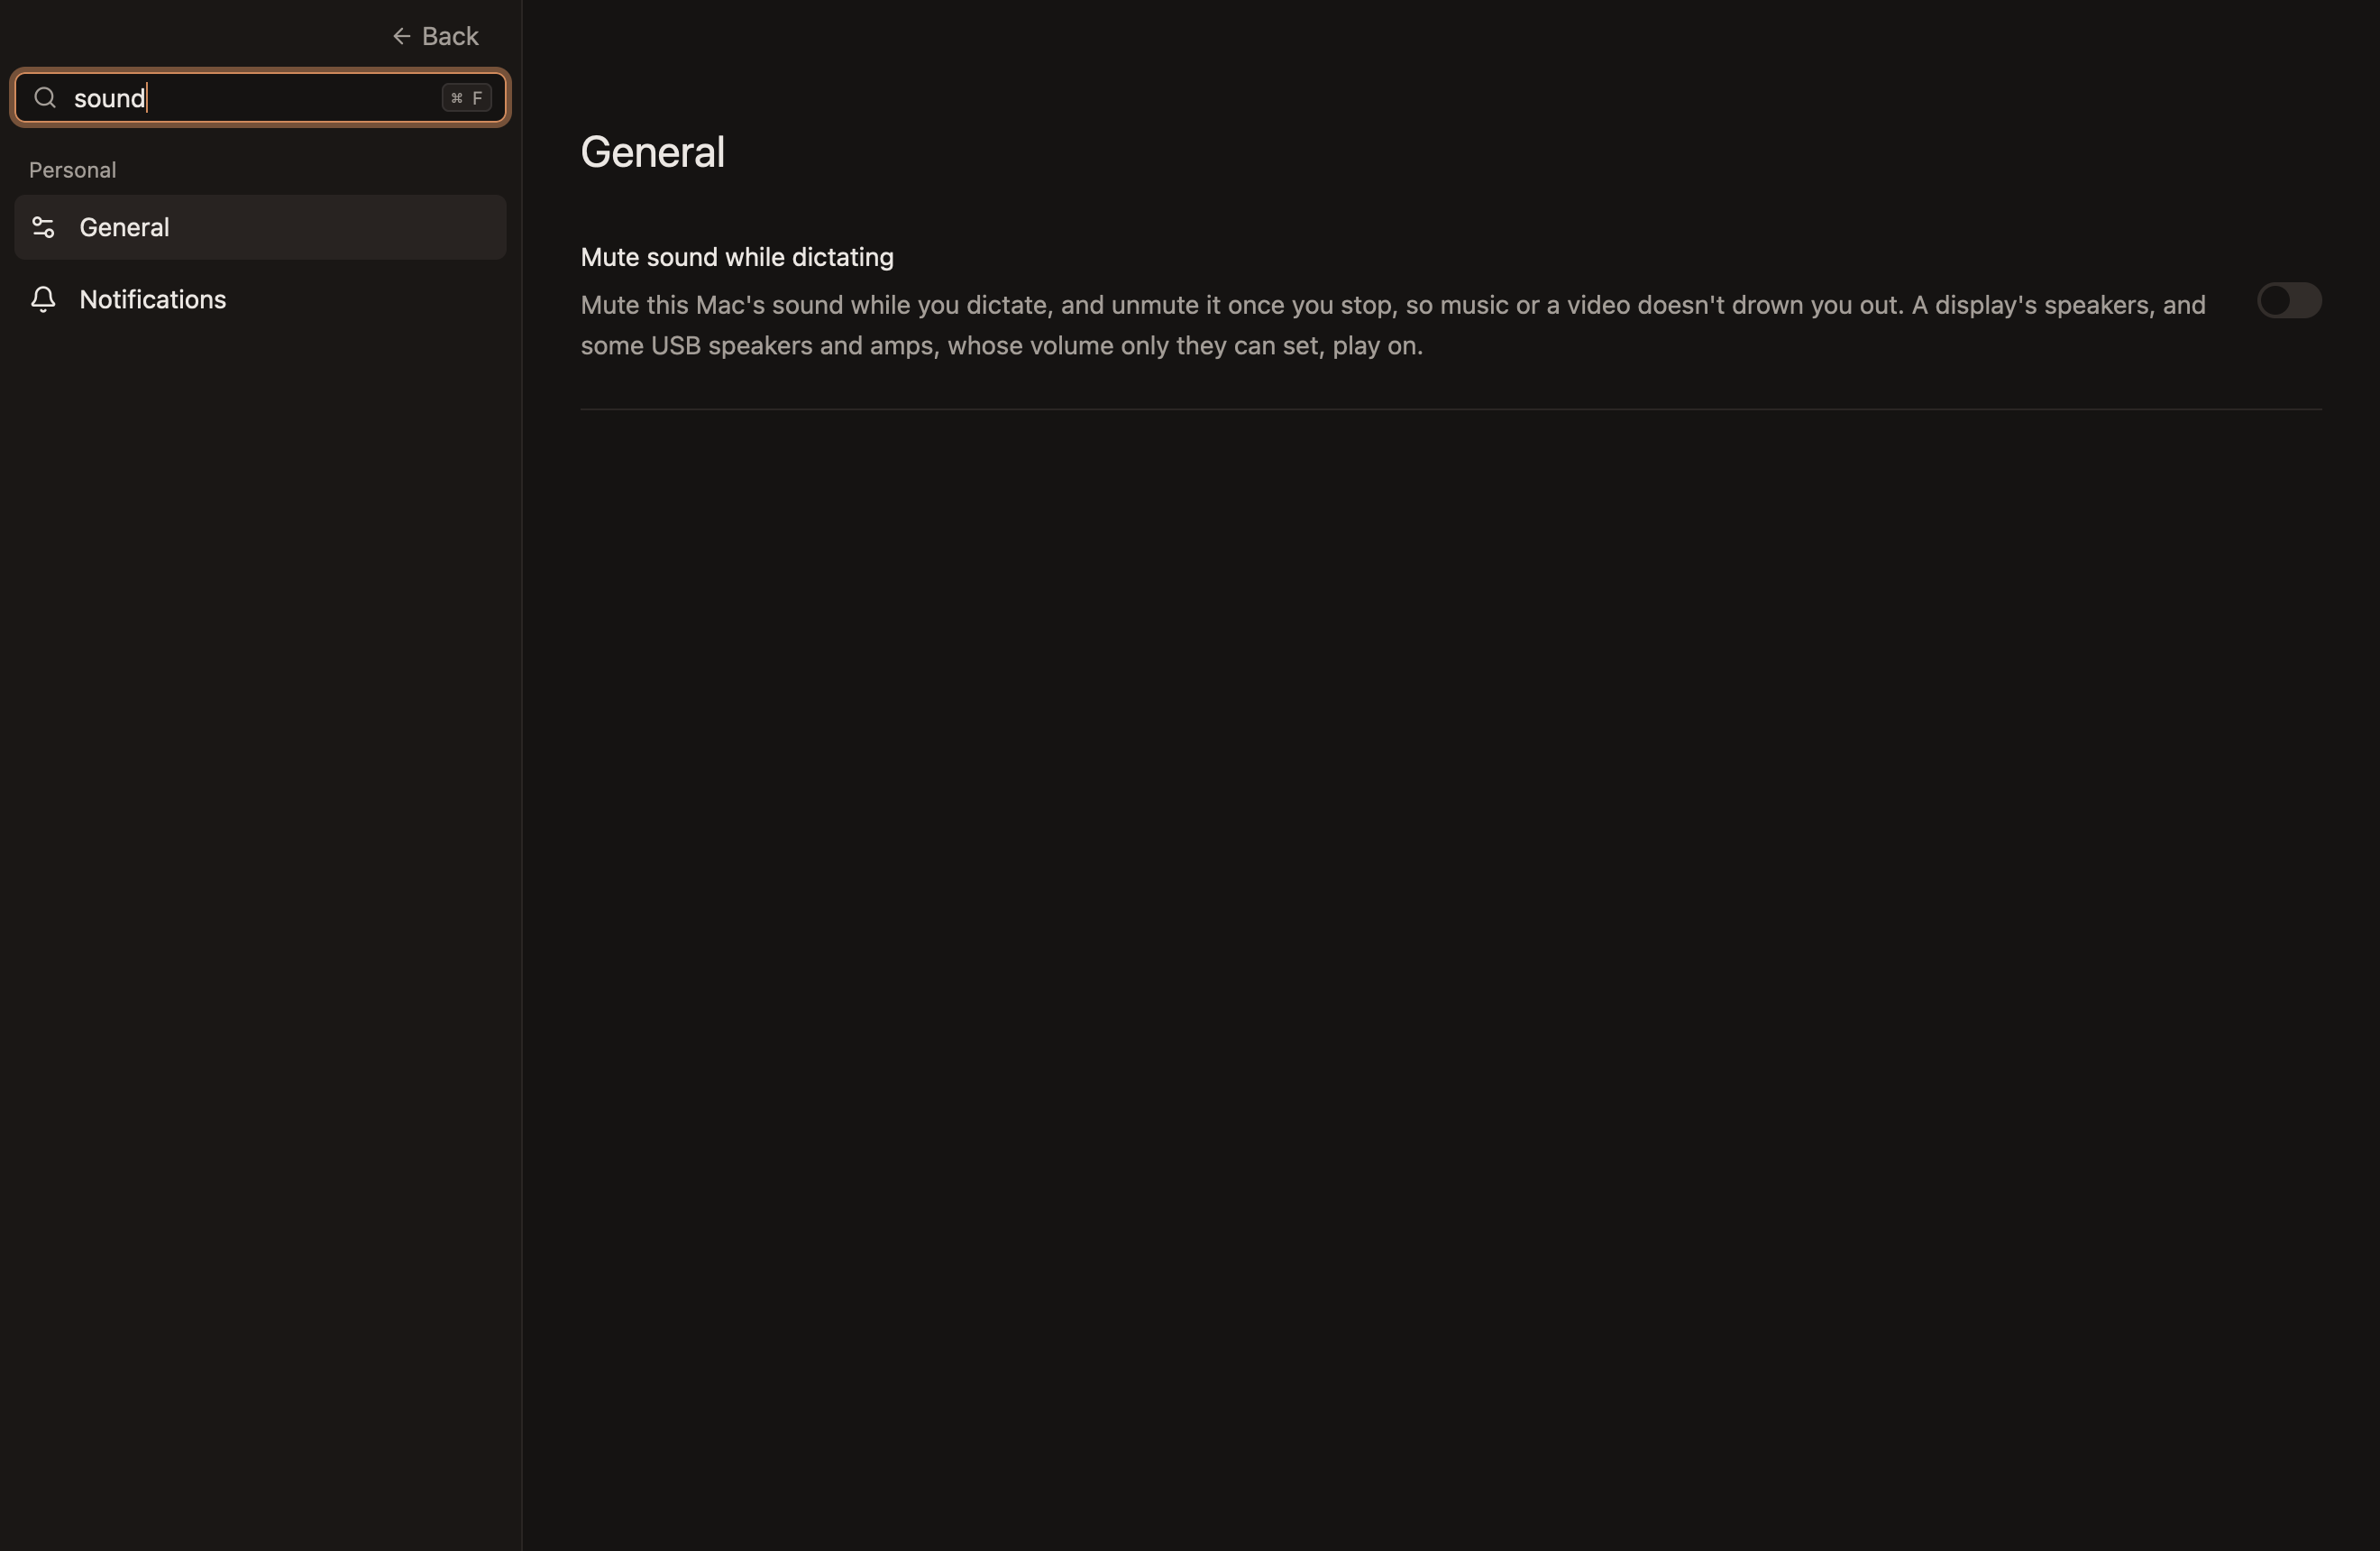 Back
sound
⌘ F
Personal
General
Notifications
General
Mute sound while dictating
Mute this Mac's sound while you dictate, and unmute it once you stop, so music or a video doesn't drown you out. A display's speakers, and
some USB speakers and amps, whose volume only they can set, play on.